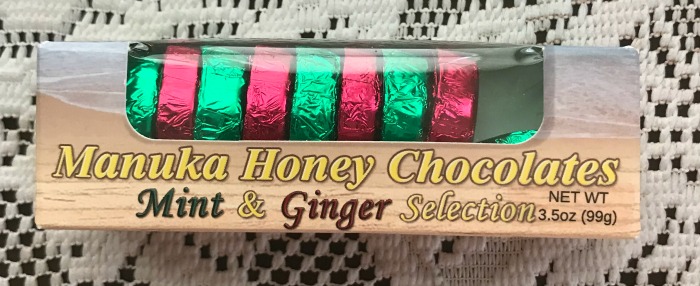 Manuka Honey Chocolates
Mint & Ginger Selection
NET WT
3.5oz (99g)